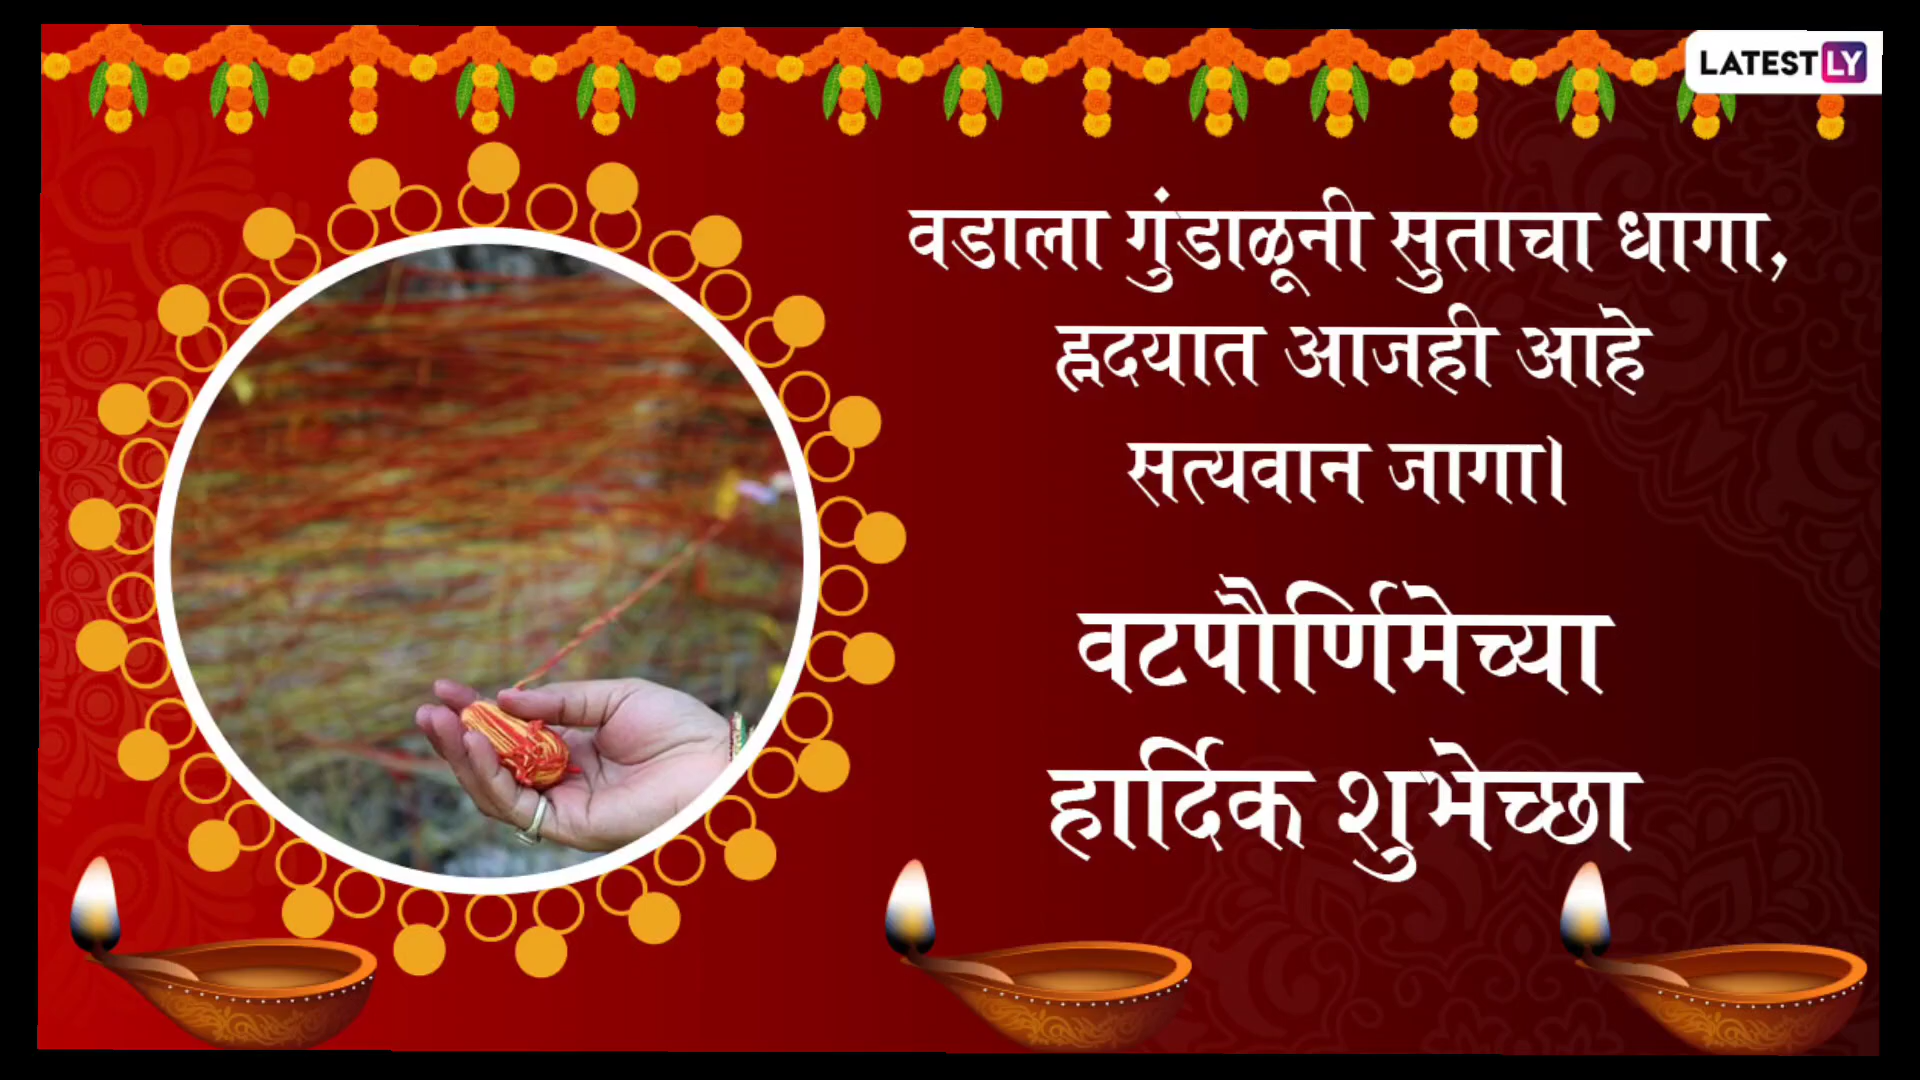 LATESTLY
वडाला गुंडाळूनी सुताचा धागा,
ह्रदयात आजही आहे
सत्यवान जागा।
वटपौर्णिमेच्या
हार्दिक शुभेच्छा